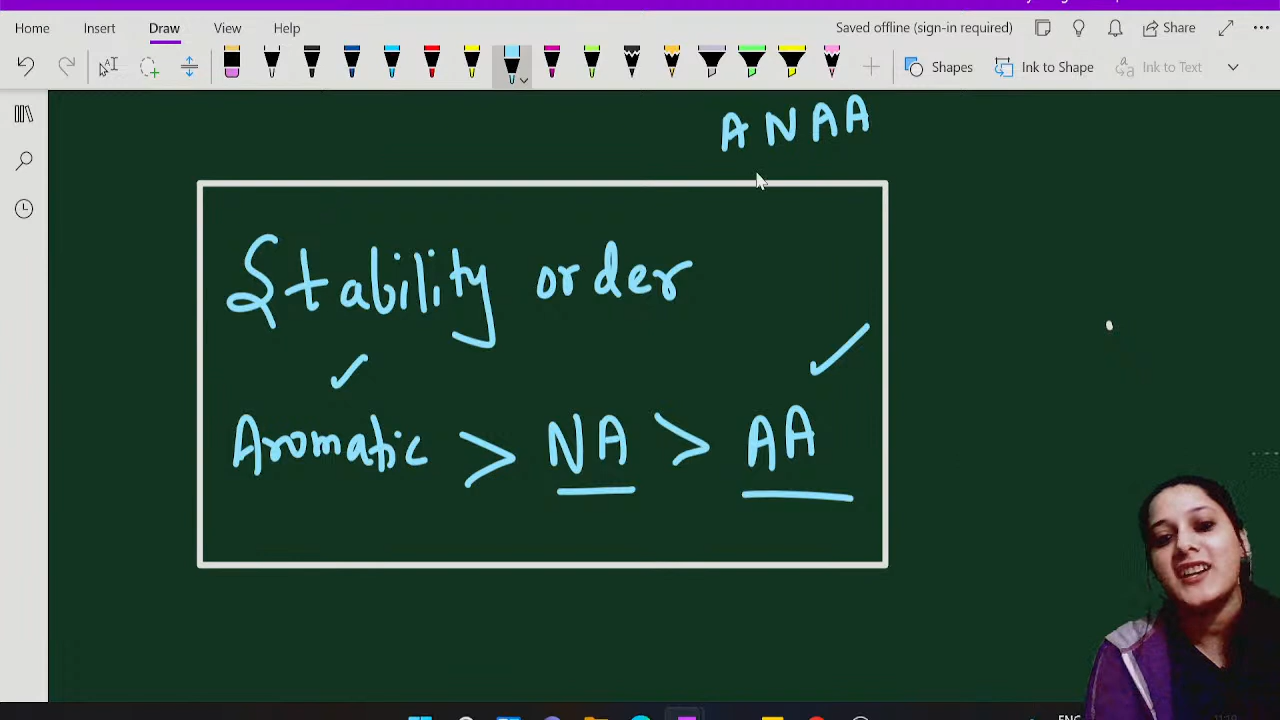 Home Insert Draw View Help Saved offline (sign-in required) Share
Shapes Ink to Shape Ink to Text
A N A A
Stability order
Aromatic > NA > AA
ENG